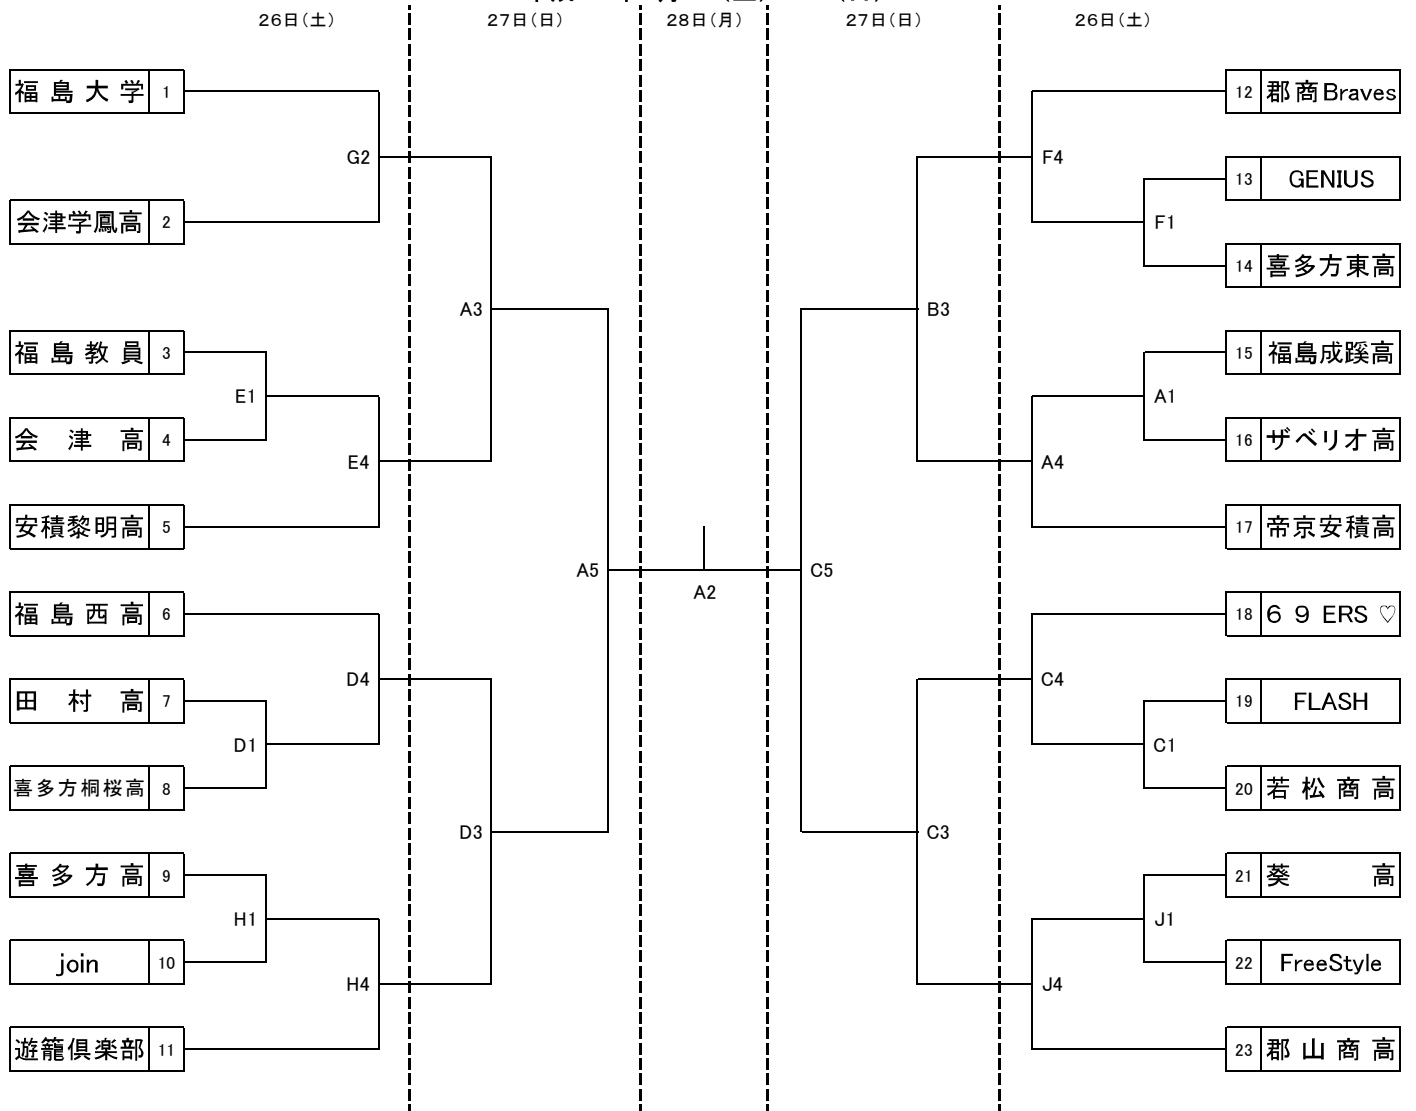 26日(土) 27日(日) 28日(月) 27日(日) 26日(土)
福島大学 1
12 郡商Braves
G2
F4
13 GENIUS
会津学鳳高 2
F1
14 喜多方東高
A3
B3
福島教員 3
15 福島成蹊高
E1
A1
会津高 4
16 ザベリオ高
E4
A4
安積黎明高 5
17 帝京安積高
A5
C5
A2
福島西高 6
18 69ERS ♡
D4
C4
田村高 7
19 FLASH
D1
C1
喜多方桐桜高 8
20 若松商高
D3
C3
喜多方高 9
21 葵高
H1
J1
join 10
22 FreeStyle
H4
J4
遊籠倶楽部 11
23 郡山商高